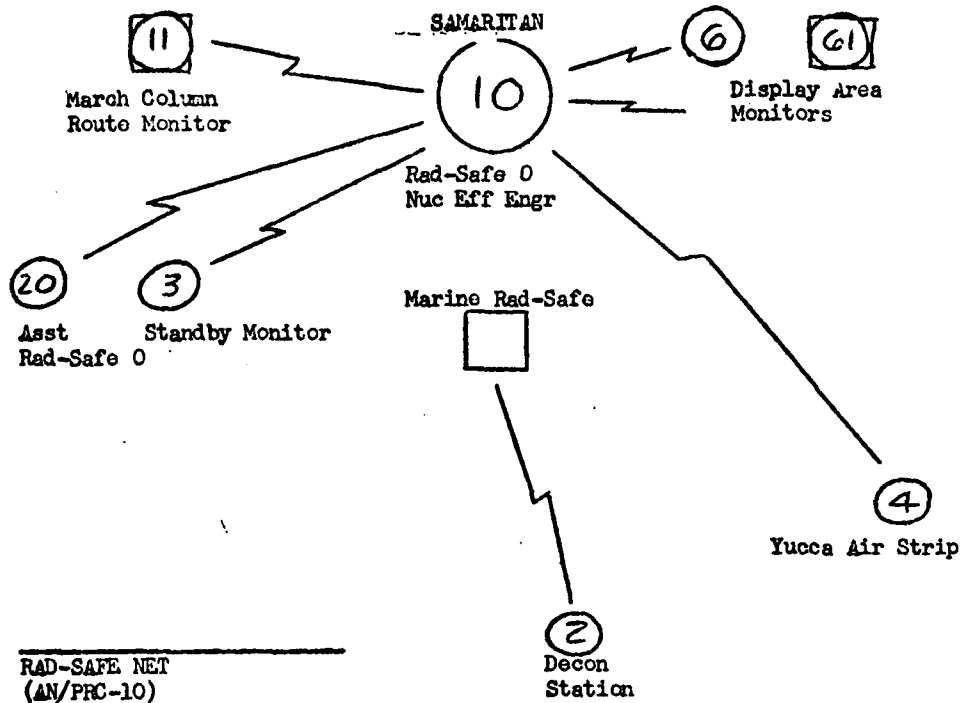 SAMARITAN
11
10
6
61
March Column
Route Monitor
Display Area
Monitors
Rad-Safe O
Nuc Eff Engr
20
3
Asst
Rad-Safe O
Standby Monitor
Marine Rad-Safe
4
Yucca Air Strip
2
Decon
Station
RAD-SAFE NET
(AN/PRC-10)